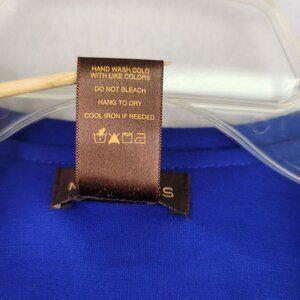 HAND WASH COLD
WITH LIKE COLORS
DO NOT BLEACH
HANG TO DRY
COOL IRON IF NEEDED